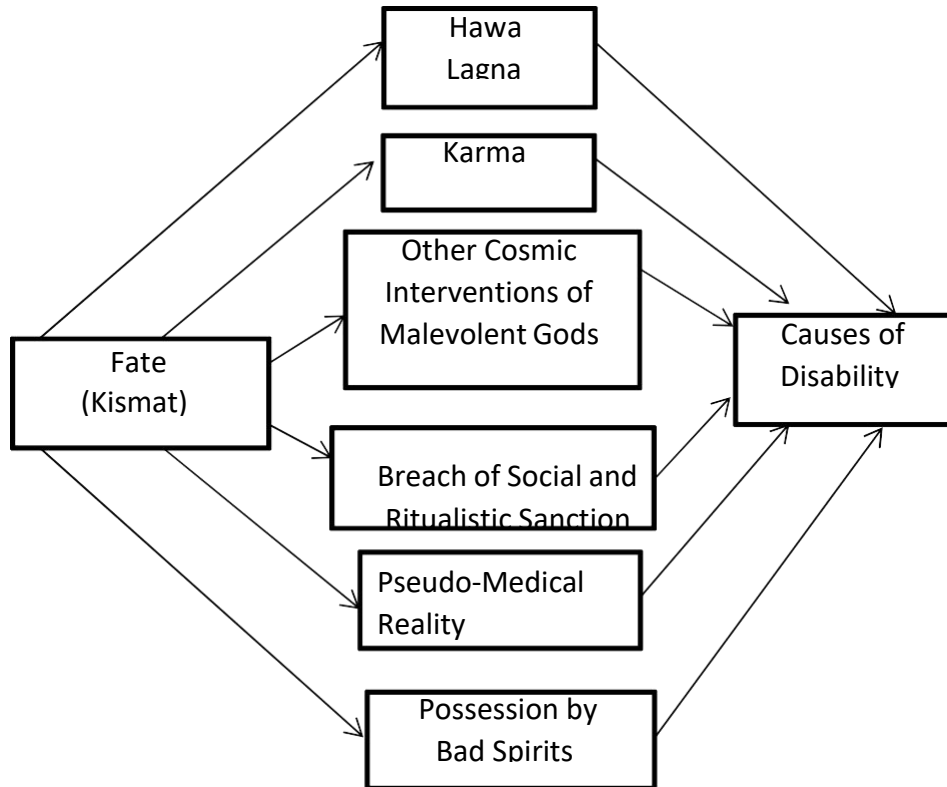 Hawa
Lagna
Karma
Other Cosmic
Interventions of
Malevolent Gods
Fate
(Kismat)
Causes of
Disability
Breach of Social and
Ritualistic Sanction
Pseudo-Medical
Reality
Possession by
Bad Spirits